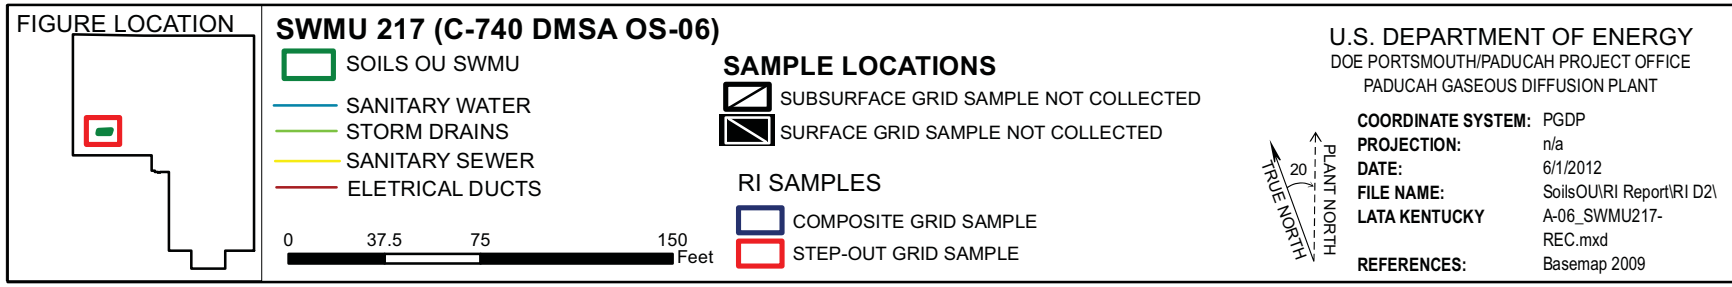 FIGURE LOCATION
SWMU 217 (C-740 DMSA OS-06)
SOILS OU SWMU
SANITARY WATER
STORM DRAINS
SANITARY SEWER
ELETRICAL DUCTS
0 37.5 75 150
Feet
SAMPLE LOCATIONS
SUBSURFACE GRID SAMPLE NOT COLLECTED
SURFACE GRID SAMPLE NOT COLLECTED
RI SAMPLES
COMPOSITE GRID SAMPLE
STEP-OUT GRID SAMPLE
TRUE NORTH
20
PLANT NORTH
U.S. DEPARTMENT OF ENERGY
DOE PORTSMOUTH/PADUCAH PROJECT OFFICE
PADUCAH GASEOUS DIFFUSION PLANT
COORDINATE SYSTEM: PGDP
PROJECTION: n/a
DATE: 6/1/2012
FILE NAME: SoilsOU\RI Report\RI D2\
LATA KENTUCKY A-06_SWMU217-
REC.mxd
REFERENCES: Basemap 2009